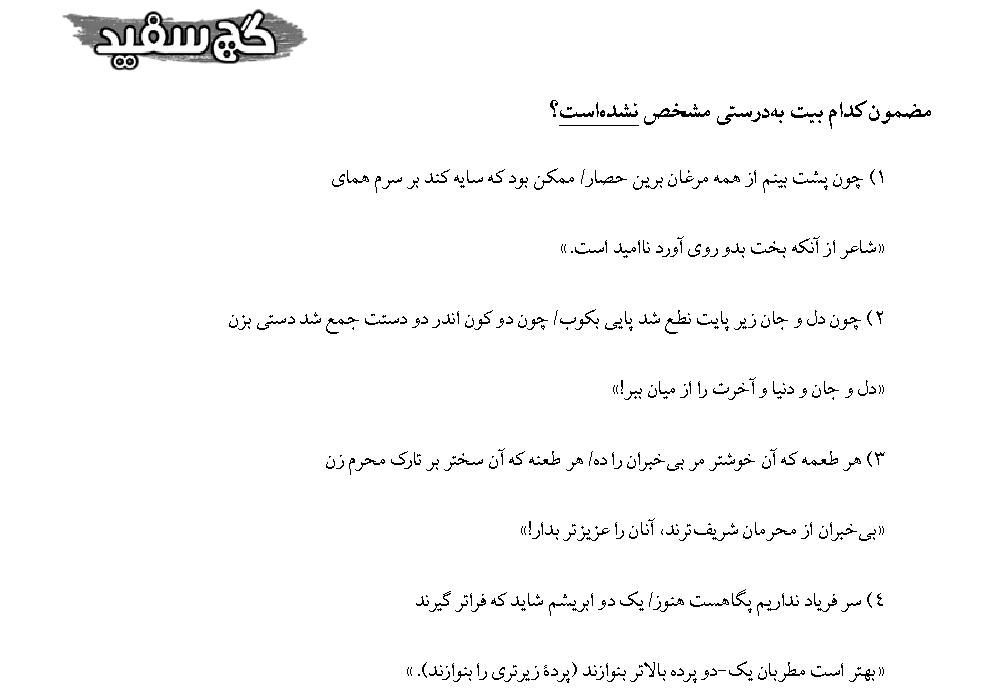 گچ سفید
مضمون کدام بیت به‌درستی مشخص نشده‌است؟
۱) چون پشت بینم از همه مرغان برین حصار/ ممکن بود که سایه کند بر سرم همای
«شاعر از آنکه بخت بدو روی آورد ناامید است.»
۲) چون دل و جان زیر پایت نطع شد پایی بکوب/ چون دو کون اندر دو دستت جمع شد دستی بزن
«دل و جان و دنیا و آخرت را از میان ببر!»
۳) هر طعمه که آن خوشتر مر بی‌خبران را ده/ هر طعنه که آن سختر بر تارک محرم زن
«بی‌خبران از محرمان شریف‌ترند، آنان را عزیزتر بدار!»
۴) سر فریاد نداریم پگاهست هنوز/ یک دو ابریشم شاید که فراتر گیرند
«بهتر است مطربان یک-دو پرده بالاتر بنوازند (پردهٔ زیرتری را بنوازند).»